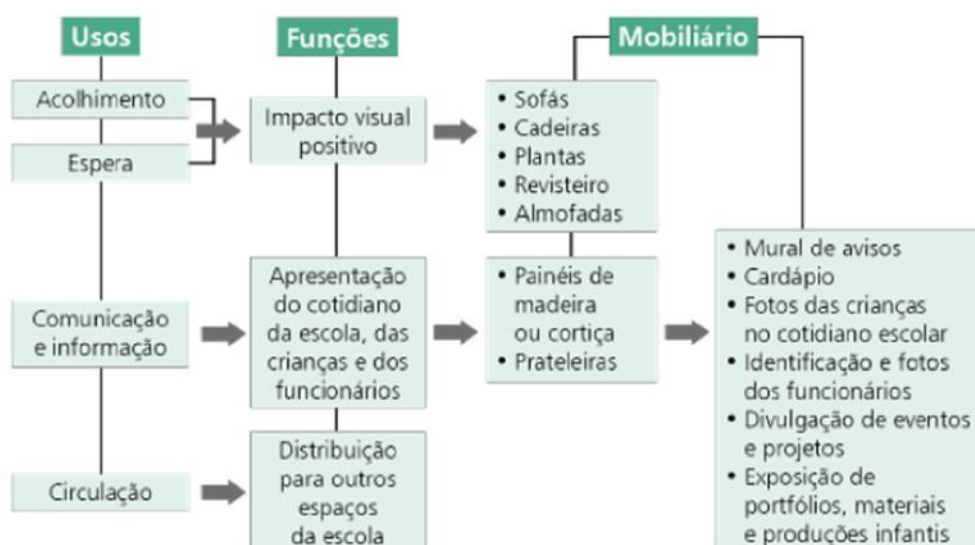 Usos
Funções
Mobiliário
Acolhimento
Espera
Impacto visual
positivo
• Sofás
• Cadeiras
• Plantas
• Revisteiro
• Almofadas
Comunicação
e informação
Apresentação
do cotidiano
da escola, das
crianças e dos
funcionários
• Painéis de
madeira
ou cortiça
• Prateleiras
• Mural de avisos
• Cardápio
• Fotos das crianças
no cotidiano escolar
• Identificação e fotos
dos funcionários
• Divulgação de eventos
e projetos
• Exposição de
portfólios, materiais
e produções infantis
Circulação
Distribuição
para outros
espaços
da escola